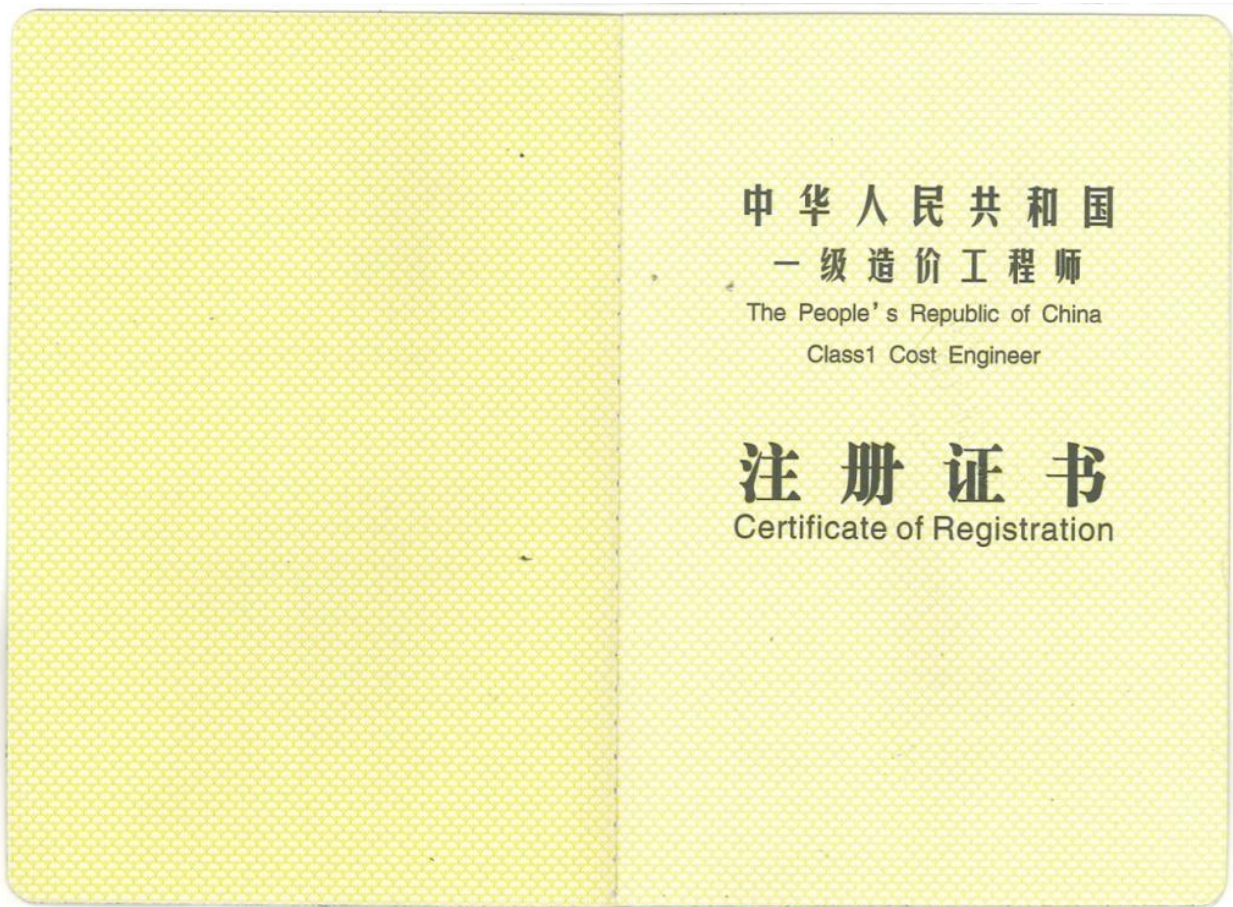 中华人民共和国
一级造价工程师
The People's Republic of China
Class1 Cost Engineer
注册证书
Certificate of Registration